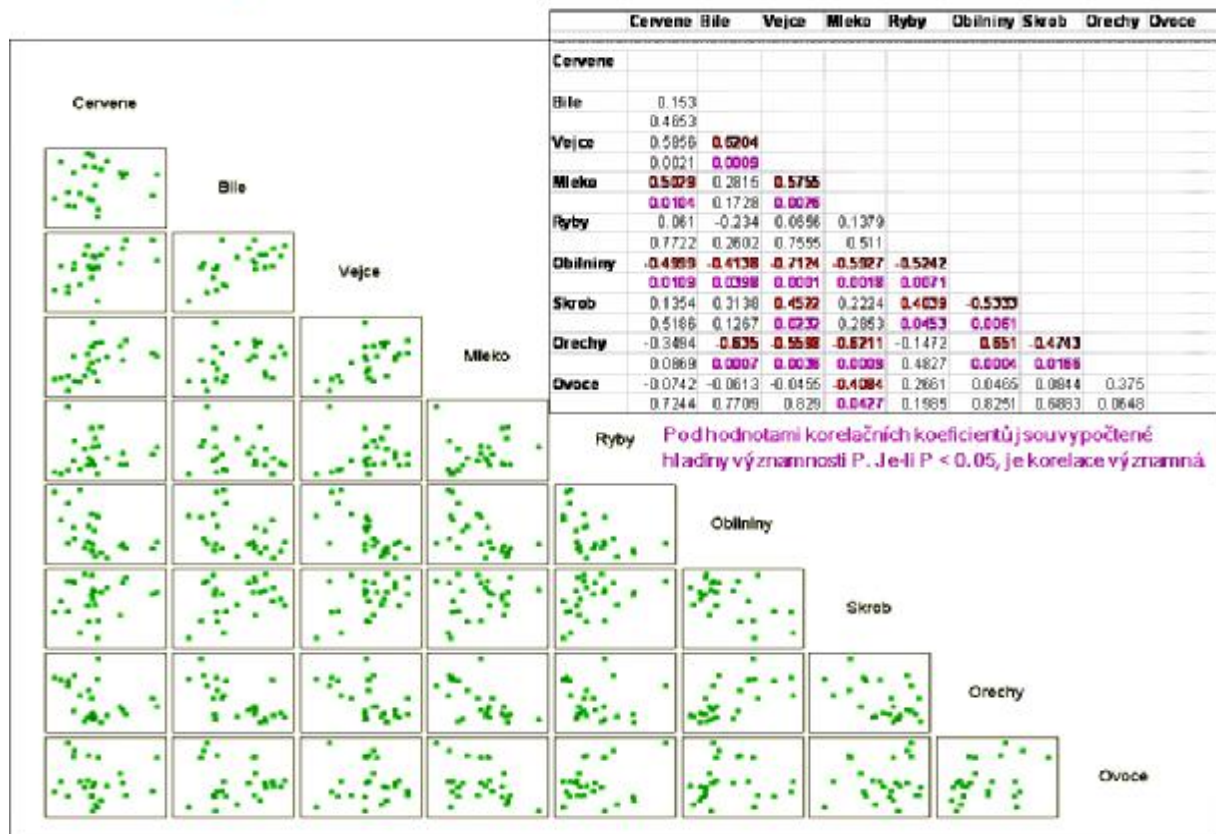 Cervene Bile Vejce Mleko Ryby Obilniny Skrob Orechy Ovoce
Cervene
Bile 0.153
0.4653
Vejce 0.5856 0.6204
0.0021 0.0009
Mleko 0.5029 0.2815 0.5755
0.0104 0.1728 0.0026
Ryby 0.061 -0.234 0.0656 0.1379
0.7722 0.2602 0.7555 0.511
Obilniny -0.4999 -0.4138 -0.7124 -0.5927 -0.5242
0.0109 0.0398 0.0001 0.0018 0.0071
Skrob 0.1354 0.3138 0.4522 0.2224 0.4039 -0.5333
0.5186 0.1267 0.0232 0.2853 0.0453 0.0061
Orechy -0.3494 -0.635 -0.5598 -0.6211 -0.1472 0.651 -0.4743
0.0869 0.0007 0.0036 0.0009 0.4827 0.0004 0.0166
Ovoce -0.0742 -0.0613 -0.0455 -0.4084 0.2661 0.0465 0.0844 0.375
0.7244 0.7709 0.829 0.0427 0.1985 0.8251 0.6883 0.0648
Pod hodnotami korelačních koeficientů jsou vypočtené
hladiny významnosti P. Je-li P < 0.05, je korelace významná.
Cervene
Bile
Vejce
Mleko
Ryby
Obilniny
Skrob
Orechy
Ovoce